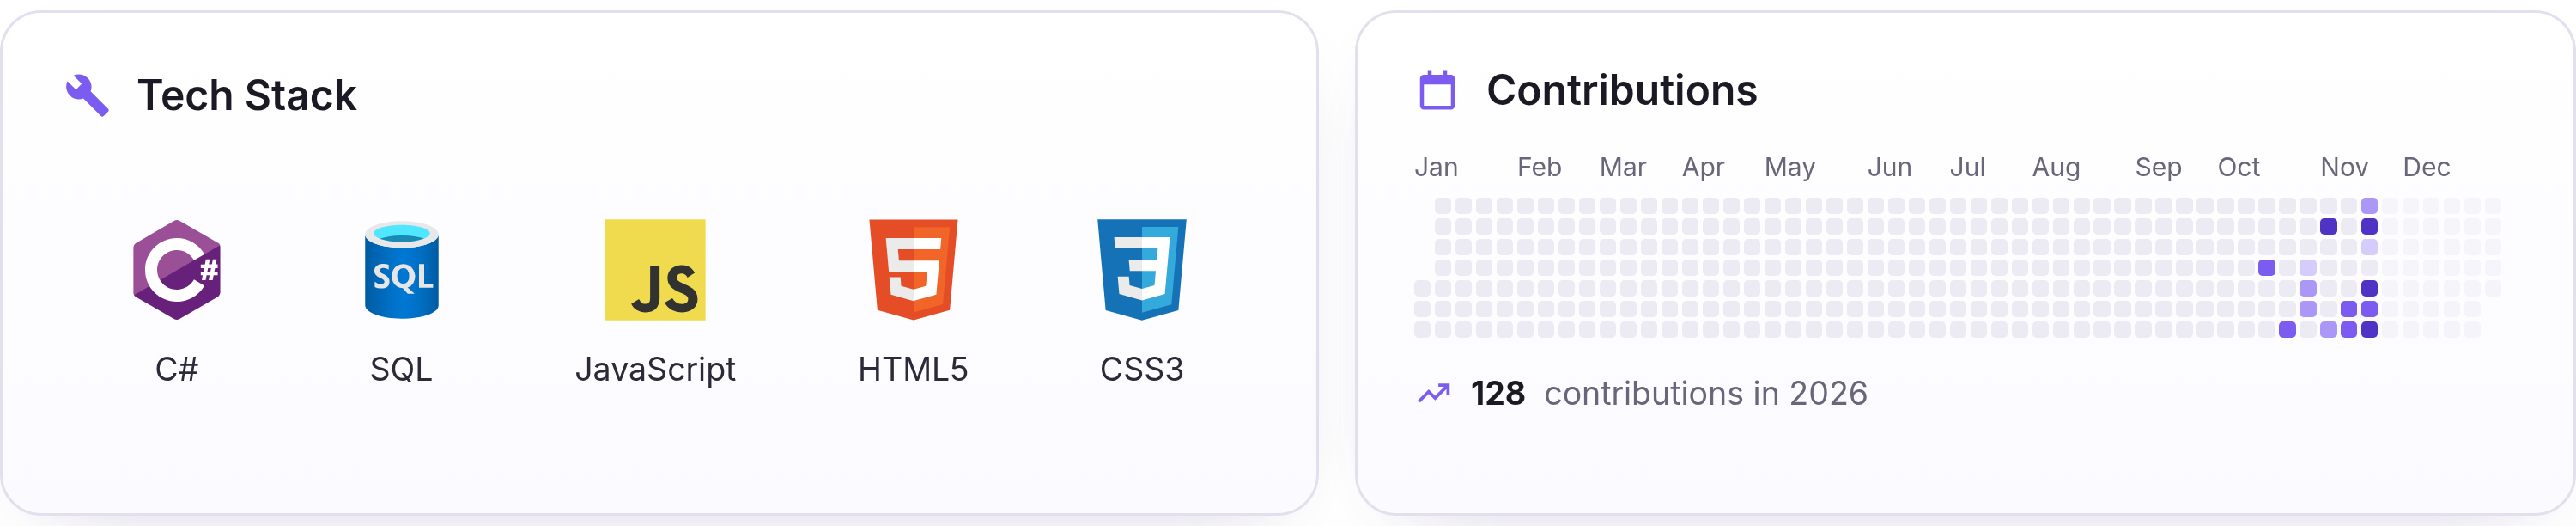 Tech Stack
C#
SQL
JS
5
3
C#
SQL
JavaScript
HTML5
CSS3
Contributions
Jan Feb Mar Apr May Jun Jul Aug Sep Oct Nov Dec
128 contributions in 2026